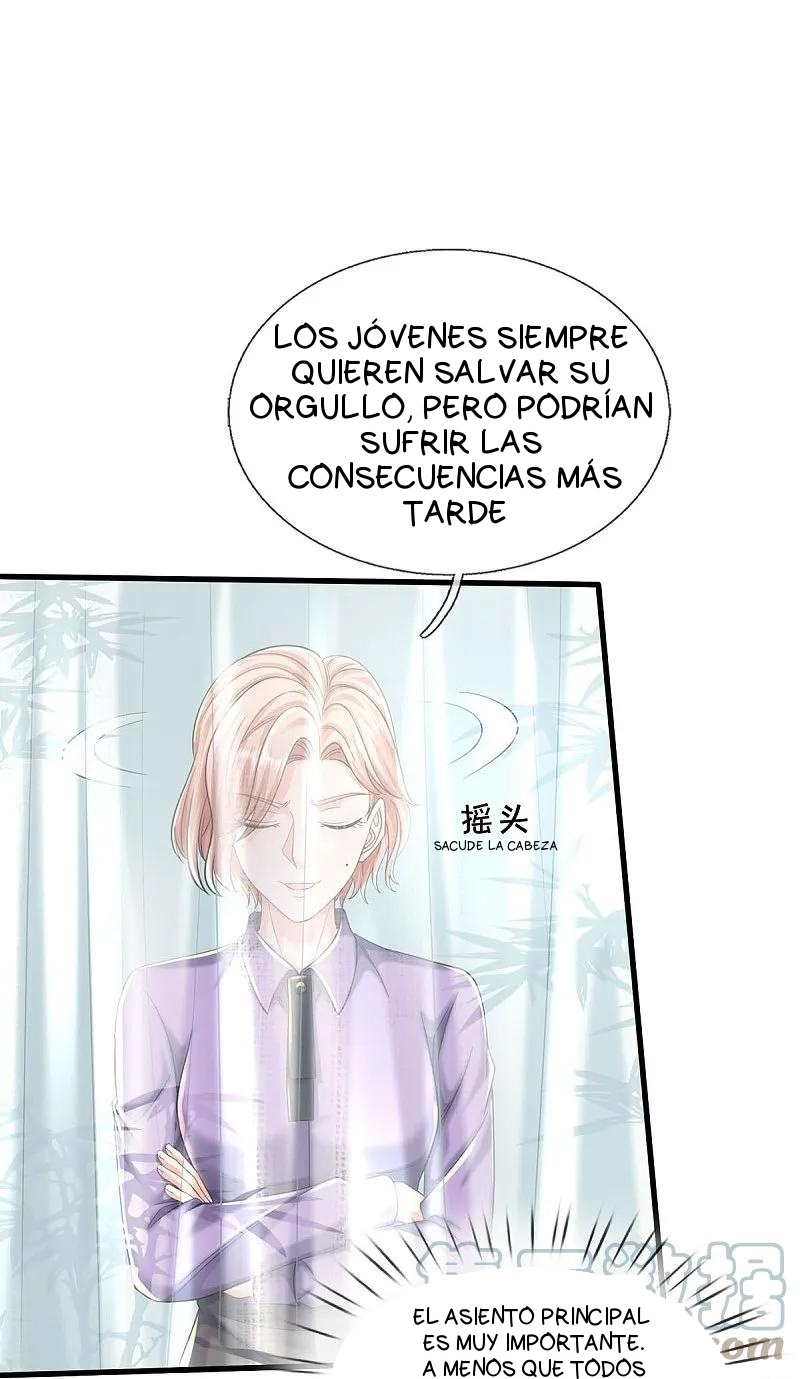 LOS JÓVENES SIEMPRE
QUIEREN SALVAR SU
ORGULLO, PERO PODRÍAN
SUFRIR LAS
CONSECUENCIAS MÁS
TARDE
摇头
SACUDE LA CABEZA
EL ASIENTO PRINCIPAL
ES MUY IMPORTANTE.
A MENOS QUE TODOS